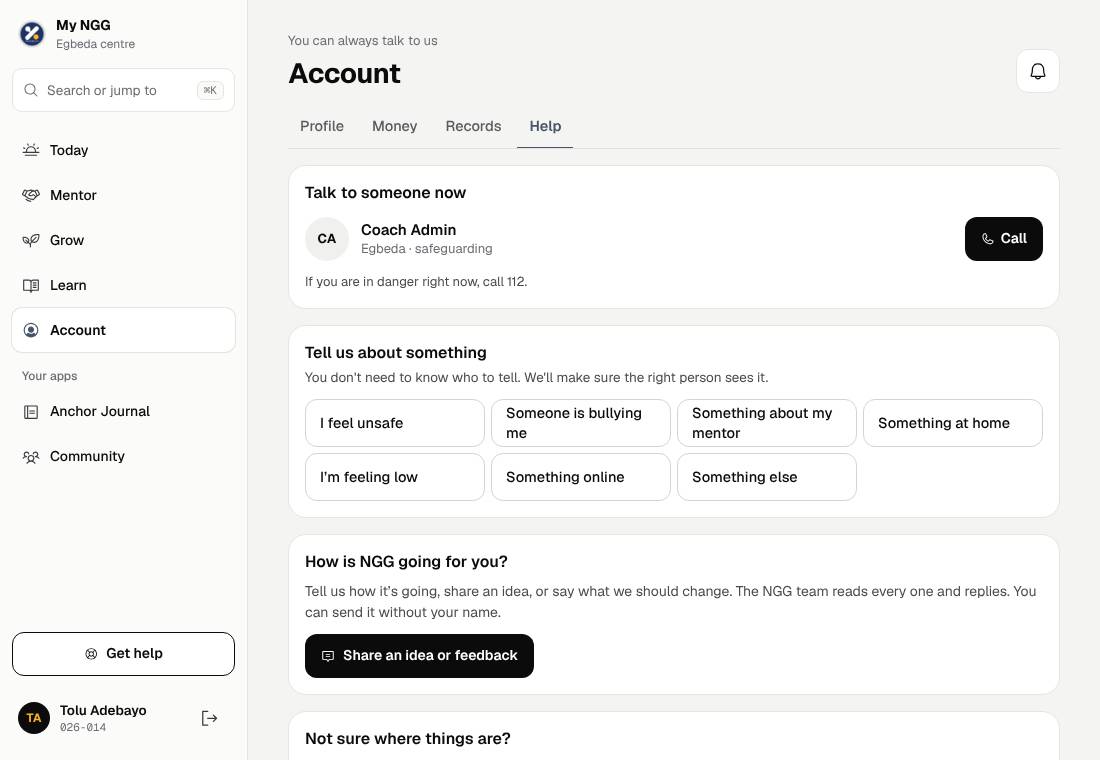 My NGG
Egbeda centre
Search or jump to
⌘K
Today
Mentor
Grow
Learn
Account
Your apps
Anchor Journal
Community
Get help
TA
Tolu Adebayo
026-014
You can always talk to us
Account
Profile
Money
Records
Help
Talk to someone now
CA
Coach Admin
Egbeda · safeguarding
Call
If you are in danger right now, call 112.
Tell us about something
You don't need to know who to tell. We'll make sure the right person sees it.
I feel unsafe
Someone is bullying
me
Something about my
mentor
Something at home
I'm feeling low
Something online
Something else
How is NGG going for you?
Tell us how it's going, share an idea, or say what we should change. The NGG team reads every one and replies. You
can send it without your name.
Share an idea or feedback
Not sure where things are?